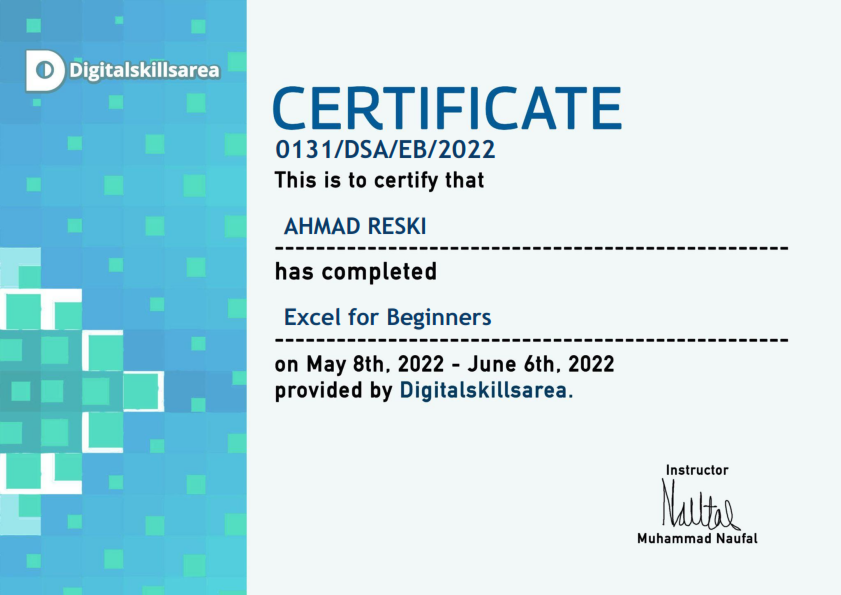 Digitalskillsarea
CERTIFICATE
0131/DSA/EB/2022
This is to certify that
AHMAD RESKI
has completed
Excel for Beginners
on May 8th, 2022 - June 6th, 2022
provided by Digitalskillsarea.
Instructor
Naufal
Muhammad Naufal